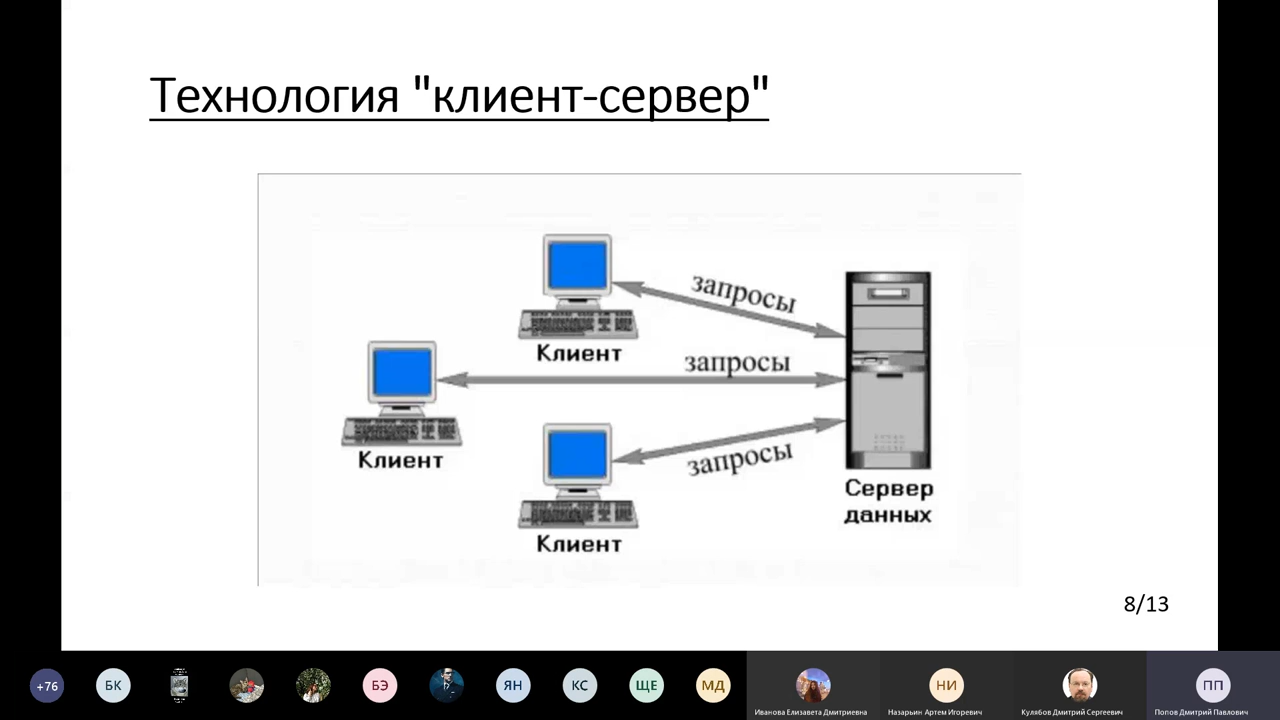 Технология "клиент-сервер"
запросы
Клиент
запросы
Клиент
запросы
Клиент
Сервер
данных
8/13
+76
БК
БЭ
ЯН
КС
ЩЕ
МД
НИ
ПП
Иванова Елизавета Дмитриевна
Назарьин Артем Игоревич
Кулябов Дмитрий Сергеевич
Попов Дмитрий Павлович